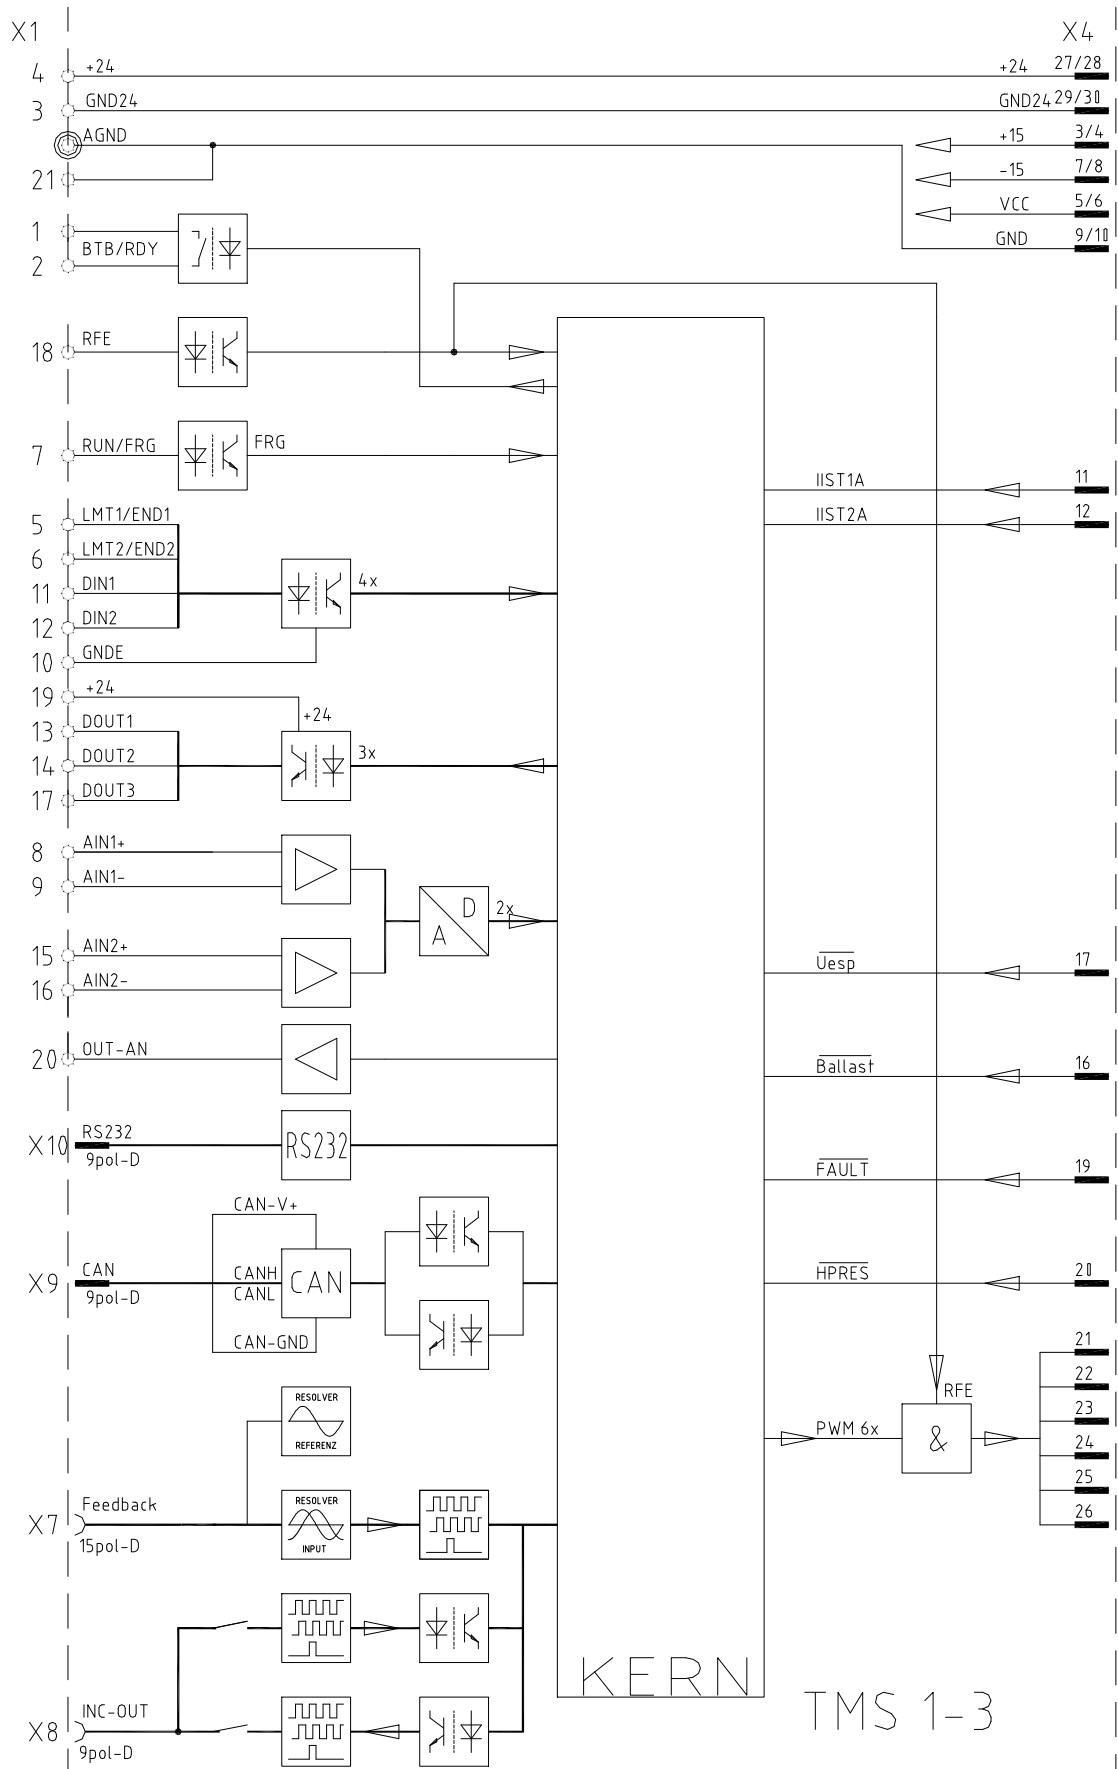 X1 X4
4 +24 +24 27/28
3 GND24 GND24 29/30
AGND +15 3/4
21 -15 7/8
VCC 5/6
1
BTB/RDY GND 9/10
2
18 RFE
7 RUN/FRG FRG
IIST1A 11
5 LMT1/END1 IIST2A 12
6 LMT2/END2
11 DIN1 4x
12 DIN2
10 GNDE
19 +24
+24
13 DOUT1
14 DOUT2 3x
17 DOUT3
8 AIN1+
9 AIN1-
A D 2x
15 AIN2+
Uesp 17
16 AIN2-
20 OUT-AN
Ballast 16
X10 RS232 RS232
9pol-D
FAULT 19
CAN-V+
X9 CAN CANH CAN HPRES 20
9pol-D CANL
CAN-GND 21
22
RESOLVER RFE
REFERENZ
23
PWM 6x & 24
25
X7 Feedback RESOLVER 26
15pol-D INPUT
KERN
TMS 1-3
X8 INC-OUT
9pol-D